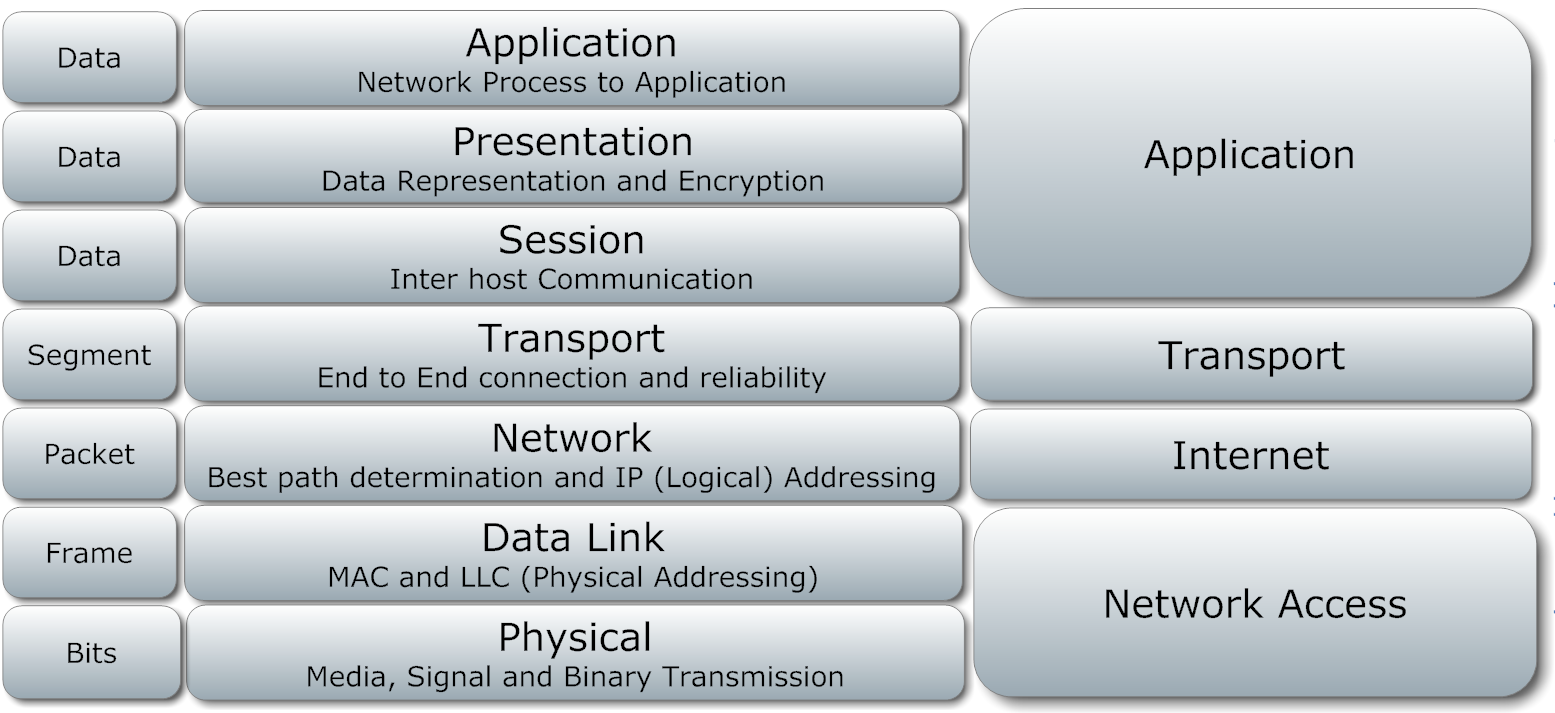 Data
Application
Network Process to Application
Data
Presentation
Data Representation and Encryption
Data
Session
Inter host Communication
Application
Segment
Transport
End to End connection and reliability
Transport
Packet
Network
Best path determination and IP (Logical) Addressing
Internet
Frame
Data Link
MAC and LLC (Physical Addressing)
Bits
Physical
Media, Signal and Binary Transmission
Network Access